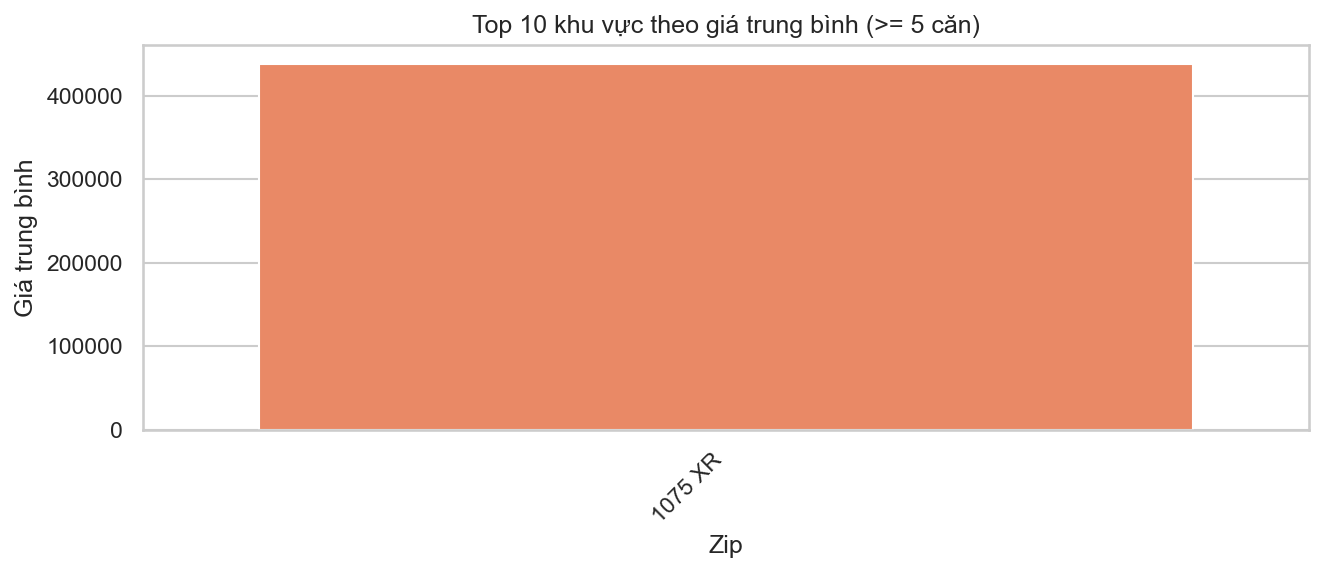 Top 10 khu vực theo giá trung bình (>= 5 căn)
Giá trung bình
400000
300000
200000
100000
0
1075 XR
Zip